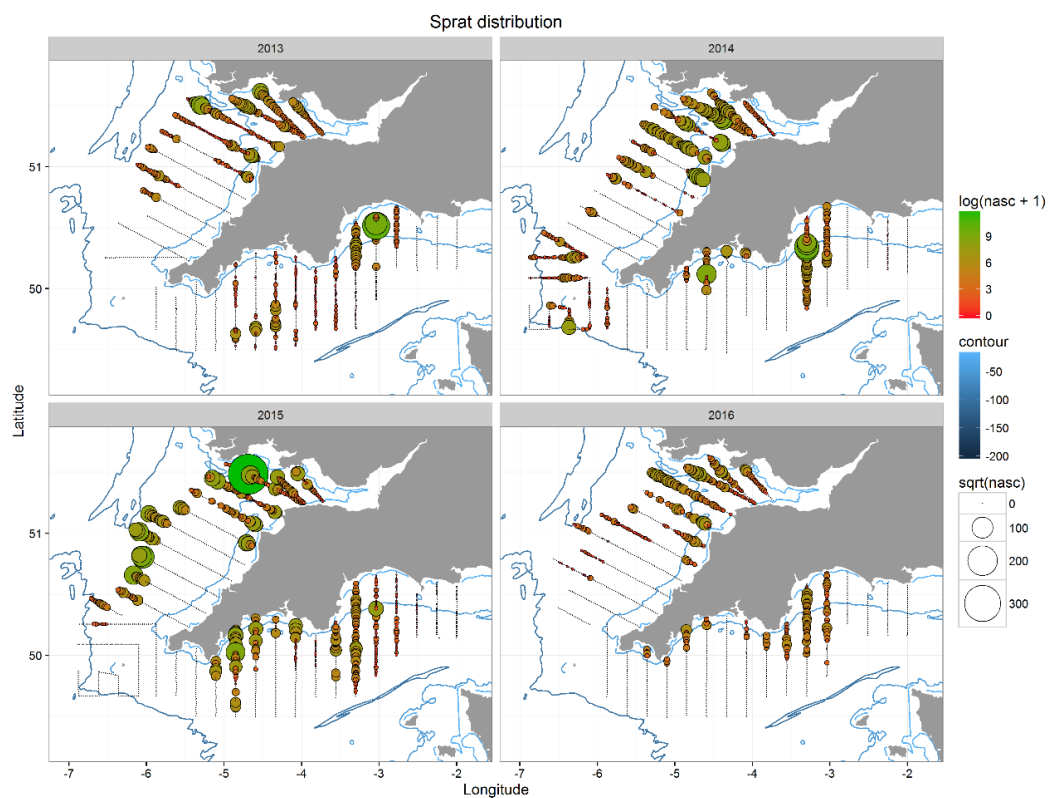 Sprat distribution
2013
2014
51
50
Latitude
2015
2016
51
50
-7 -6 -5 -4 -3 -2
-7 -6 -5 -4 -3 -2
Longitude
log(nasc + 1)
9
6
3
0
contour
-50
-100
-150
-200
sqrt(nasc)
0
100
200
300